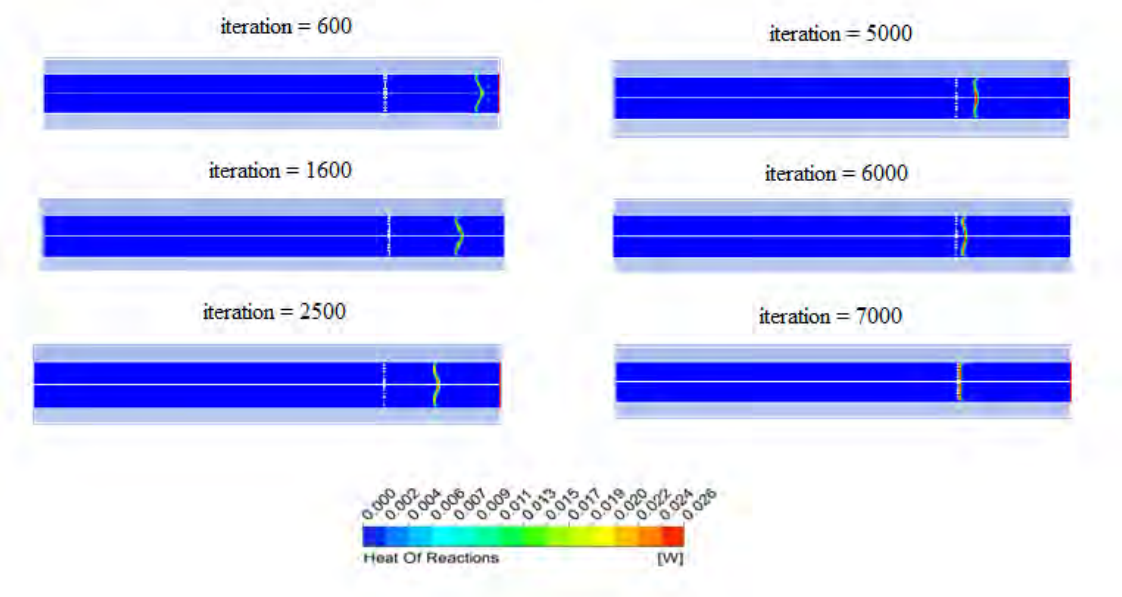 iteration = 600
iteration = 5000
iteration = 1600
iteration = 6000
iteration = 2500
iteration = 7000
0.000 0.002 0.004 0.006 0.007 0.009 0.011 0.013 0.015 0.017 0.019 0.020 0.022 0.024 0.026
Heat Of Reactions [W]